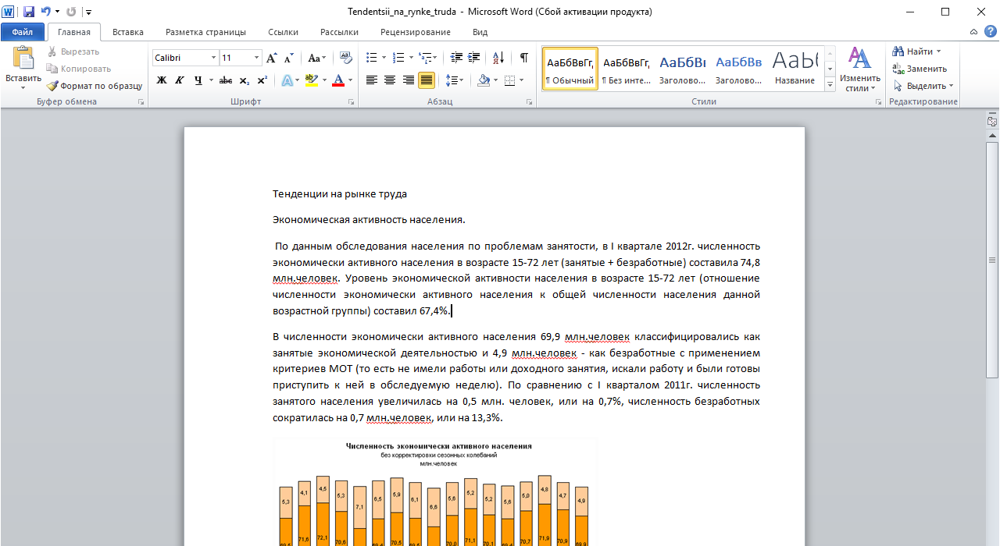 Tendentsii_na_rynke_truda - Microsoft Word (Сбой активации продукта)
Файл Главная Вставка Разметка страницы Ссылки Рассылки Рецензирование Вид
Вставить
Вырезать
Копировать
Формат по образцу
Буфер обмена
Calibri 11
Ж К Ч abc x₂ x²
Шрифт
Абзац
АаБбВвГг, АаБбВвГг, АаБбВі АаБбВв АаБ
¶ Обычный ¶ Без инте... Заголово... Заголово... Название
Изменить стили
Стили
Найти
Заменить
Выделить
Редактирование
Тенденции на рынке труда
Экономическая активность населения.
По данным обследования населения по проблемам занятости, в I квартале 2012г. численность
экономически активного населения в возрасте 15-72 лет (занятые + безработные) составила 74,8
млн.человек. Уровень экономической активности населения в возрасте 15-72 лет (отношение
численности экономически активного населения к общей численности населения данной
возрастной группы) составил 67,4%.
В численности экономически активного населения 69,9 млн.человек классифицировались как
занятые экономической деятельностью и 4,9 млн.человек - как безработные с применением
критериев МОТ (то есть не имели работы или доходного занятия, искали работу и были готовы
приступить к ней в обследуемую неделю). По сравнению с I кварталом 2011г. численность
занятого населения увеличилась на 0,5 млн. человек, или на 0,7%, численность безработных
сократилась на 0,7 млн.человек, или на 13,3%.
Численность экономически активного населения
без корректировки сезонных колебаний
млн.человек
5,3 4,1 4,5 5,3 7,1 6,5 5,9 6,1 6,6 5,6 5,2 5,2 5,6 5,0 4,8 4,7 4,9
71,6 72,1 70,6 70,5 70,0 71,1 70,1 70,7 71,9 70,9 69,9